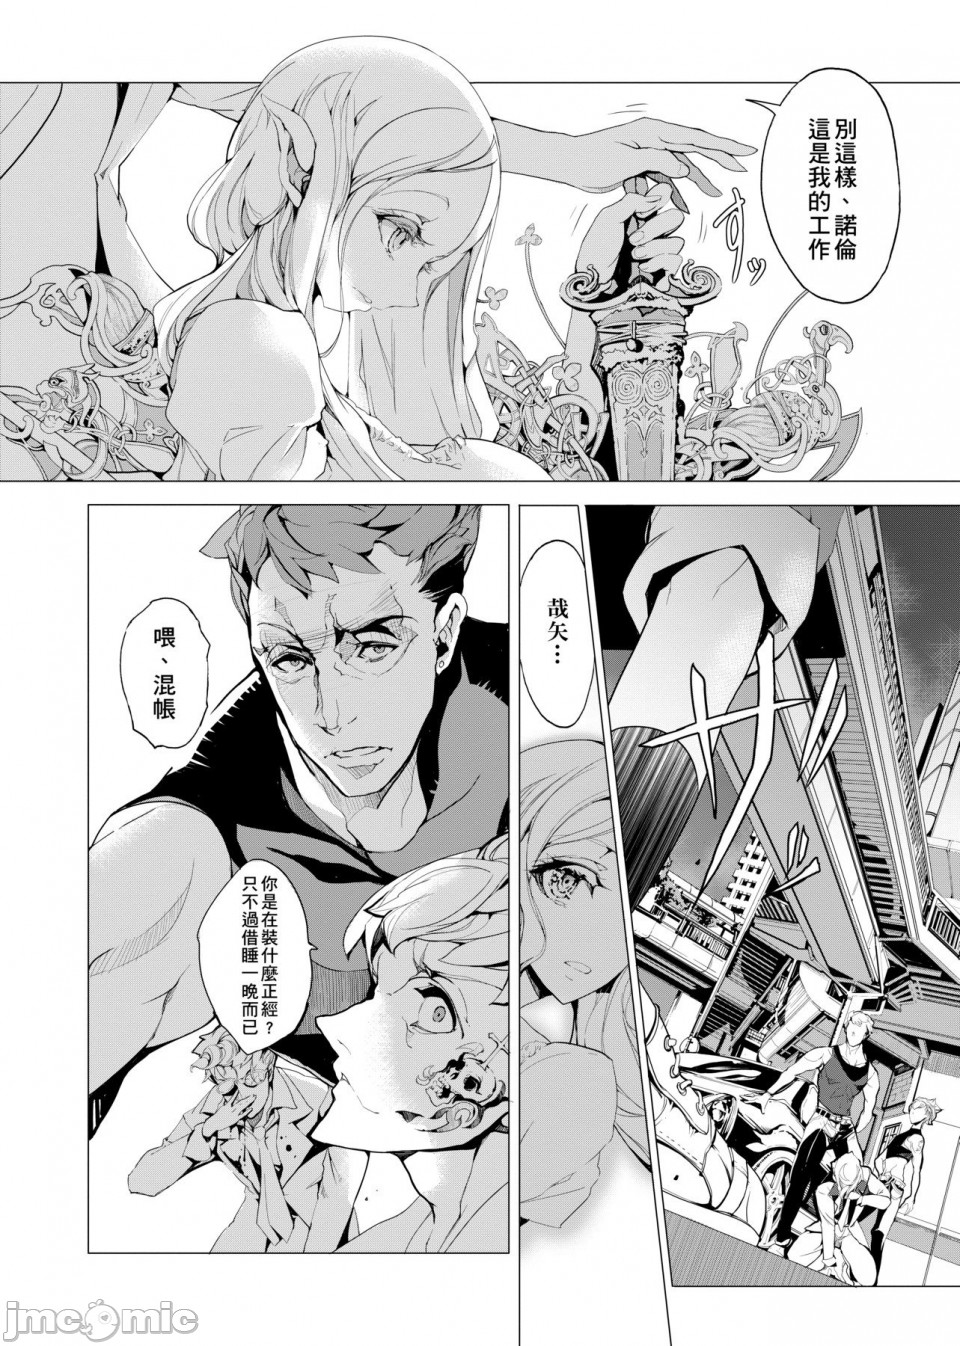 別這樣、諾倫
這是我的工作
すッ
ザッ
哉矢…
喂、混帳
你是在裝什麼正經？
只不過借睡一晚而已
jmcomic